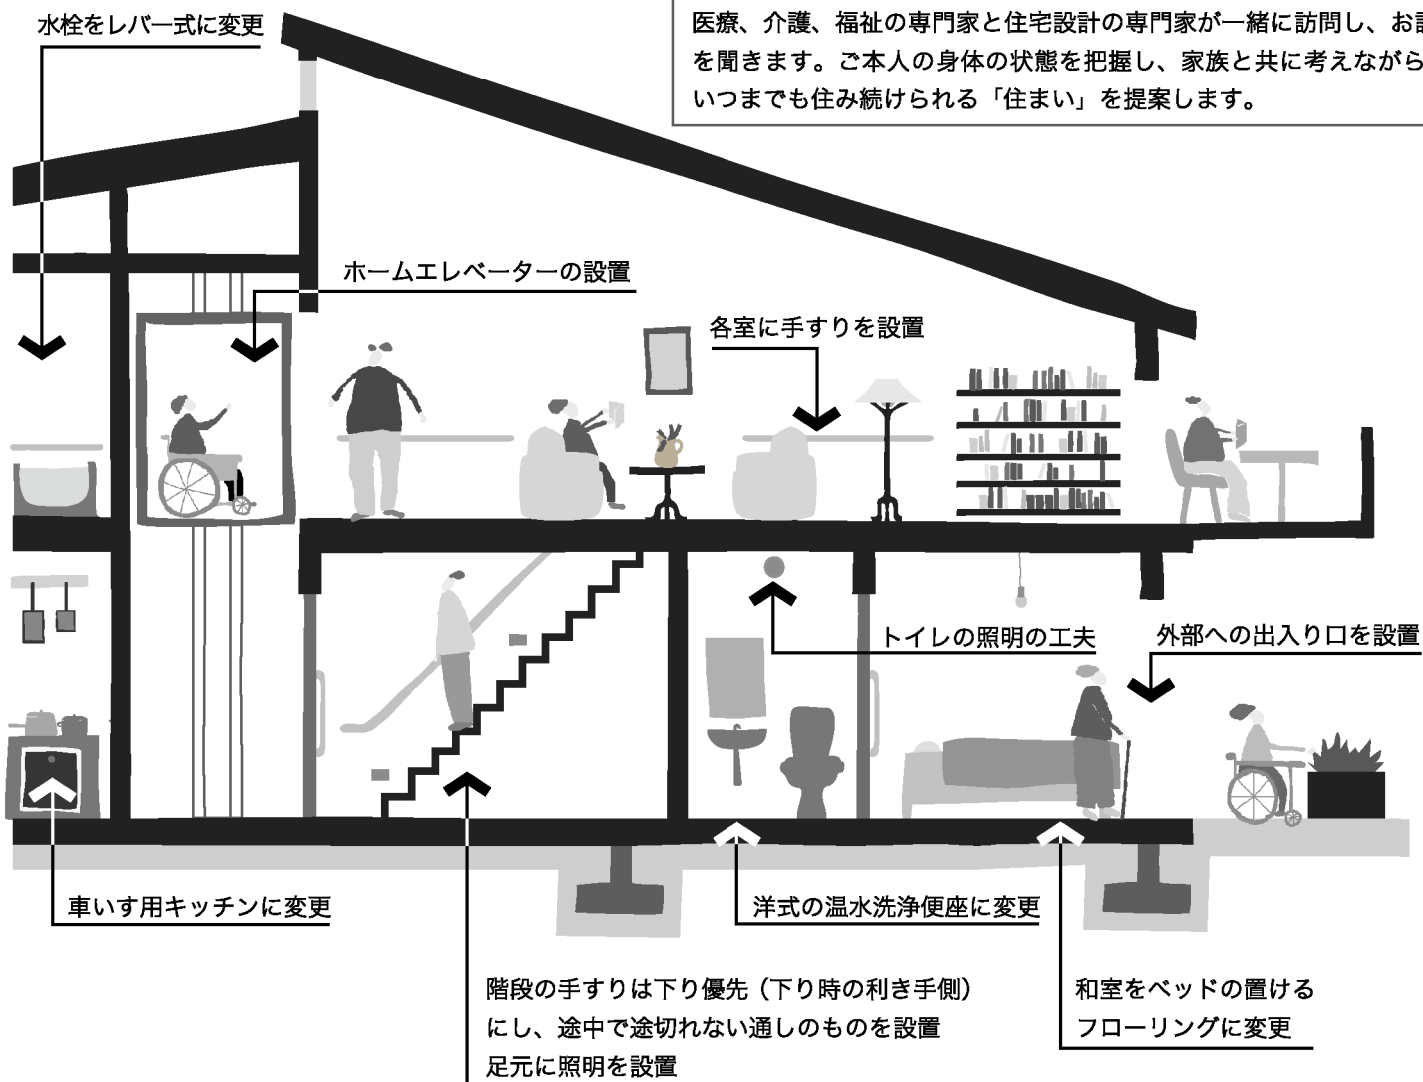 水栓をレバー式に変更
医療、介護、福祉の専門家と住宅設計の専門家が一緒に訪問し、お
を聞きます。ご本人の身体の状態を把握し、家族と共に考えながら
いつまでも住み続けられる「住まい」を提案します。
ホームエレベーターの設置
各室に手すりを設置
トイレの照明の工夫
外部への出入り口を設置
車いす用キッチンに変更
洋式の温水洗浄便座に変更
階段の手すりは下り優先（下り時の利き手側）
にし、途中で途切れない通しのものを設置
足元に照明を設置
和室をベッドの置ける
フローリングに変更